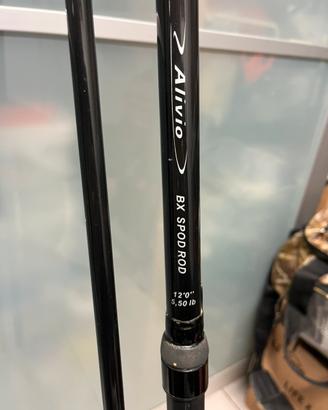 Alivio
BX SPOD ROD
12'0"
5,50 lb